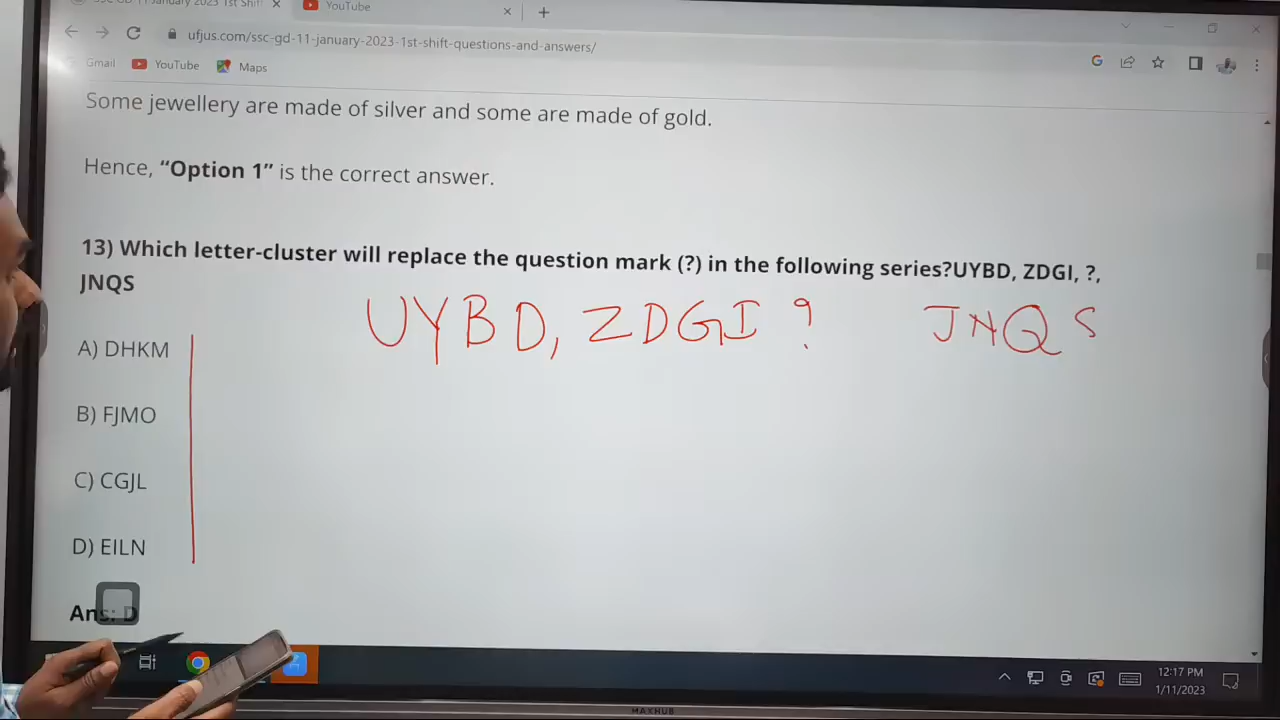 YouTube
ufjus.com/ssc-gd-11-january-2023-1st-shift-questions-and-answers/
Gmail YouTube Maps
Some jewellery are made of silver and some are made of gold.
Hence, “Option 1” is the correct answer.
13) Which letter-cluster will replace the question mark (?) in the following series?UYBD, ZDGI, ?,
JNQS
UYBD, ZDGI ? JNQS
A) DHKM
B) FJMO
C) CGJL
D) EILN
Ans: D
12:17 PM
1/11/2023
MAXHUB